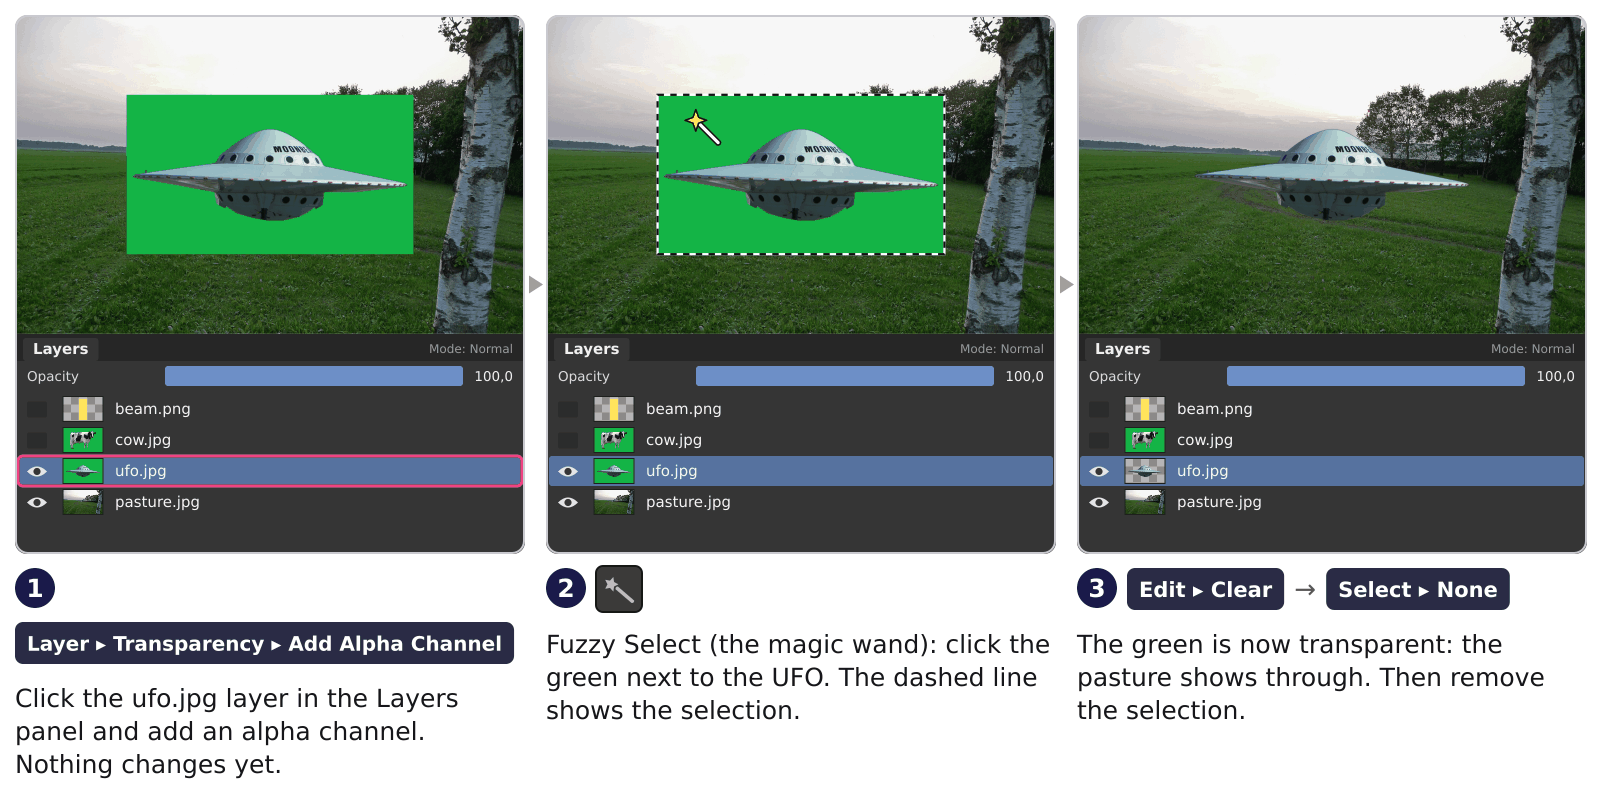 MOONB
Layers
Mode: Normal
Opacity
100,0
beam.png
cow.jpg
ufo.jpg
pasture.jpg
1
Layer ▸ Transparency ▸ Add Alpha Channel
Click the ufo.jpg layer in the Layers
panel and add an alpha channel.
Nothing changes yet.
MOONB
Layers
Mode: Normal
Opacity
100,0
beam.png
cow.jpg
ufo.jpg
pasture.jpg
2
Fuzzy Select (the magic wand): click the
green next to the UFO. The dashed line
shows the selection.
MOONB
Layers
Mode: Normal
Opacity
100,0
beam.png
cow.jpg
ufo.jpg
pasture.jpg
3 Edit ▸ Clear → Select ▸ None
The green is now transparent: the
pasture shows through. Then remove
the selection.